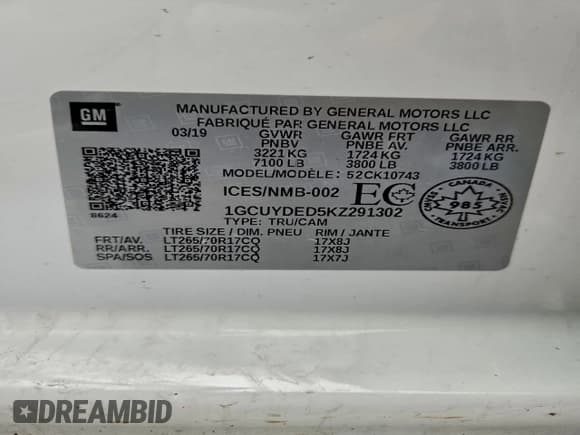 GM
MANUFACTURED BY GENERAL MOTORS LLC
FABRIQUÉ PAR GENERAL MOTORS LLC
03/19 GVWR GAWR FRT GAWR RR
PNBV PNBE AV. PNBE ARR.
3221 KG 1724 KG 1724 KG
7100 LB 3800 LB 3800 LB
MODEL/MODÈLE: 52CK10743
ICES/NMB-002 EC
CANADA
985
TRANSPORT
8624
1GCUYDED5KZ291302
TYPE: TRU/CAM
TIRE SIZE / DIM. PNEU RIM / JANTE
FRT/AV. LT265/70R17CQ 17X8J
RR/ARR. LT265/70R17CQ 17X8J
SPA/SOS LT265/70R17CQ 17X7J
DREAMBID